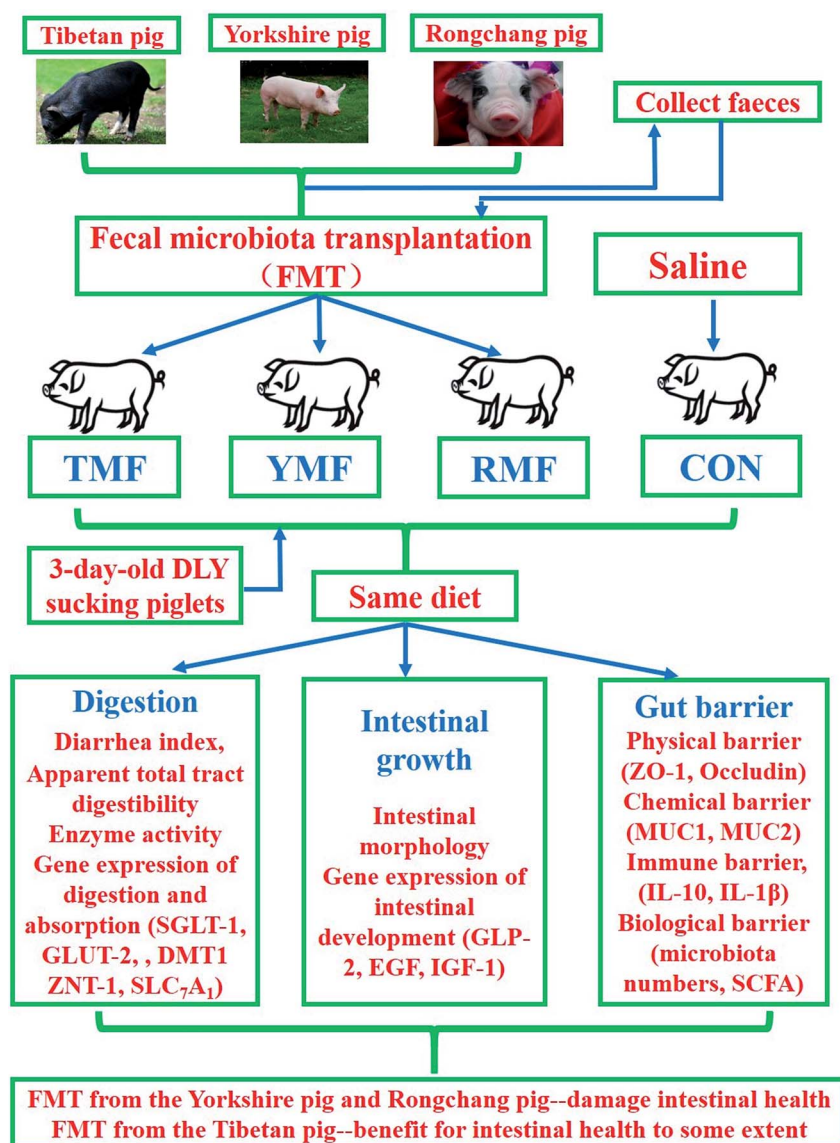 Tibetan pig
Yorkshire pig
Rongchang pig
Collect faeces
Fecal microbiota transplantation
（FMT）
Saline
TMF
YMF
RMF
CON
3-day-old DLY
sucking piglets
Same diet
Digestion
Diarrhea index,
Apparent total tract
digestibility
Enzyme activity
Gene expression of
digestion and
absorption (SGLT-1,
GLUT-2, , DMT1
ZNT-1, SLC₇A₁)
Intestinal
growth
Intestinal
morphology
Gene expression of
intestinal
development (GLP-
2, EGF, IGF-1)
Gut barrier
Physical barrier
(ZO-1, Occludin)
Chemical barrier
(MUC1, MUC2)
Immune barrier,
(IL-10, IL-1β)
Biological barrier
(microbiota
numbers, SCFA)
FMT from the Yorkshire pig and Rongchang pig--damage intestinal health
FMT from the Tibetan pig--benefit for intestinal health to some extent